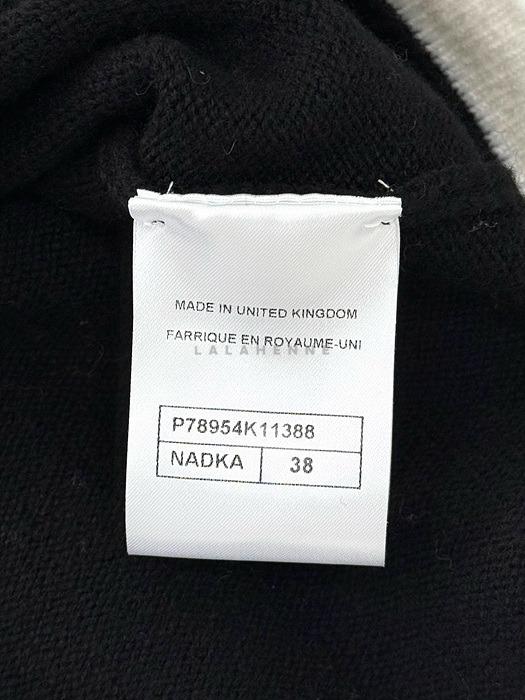 MADE IN UNITED KINGDOM
FARRIQUE EN ROYAUME-UNI
LALAHENNE
P78954K11388
NADKA 38